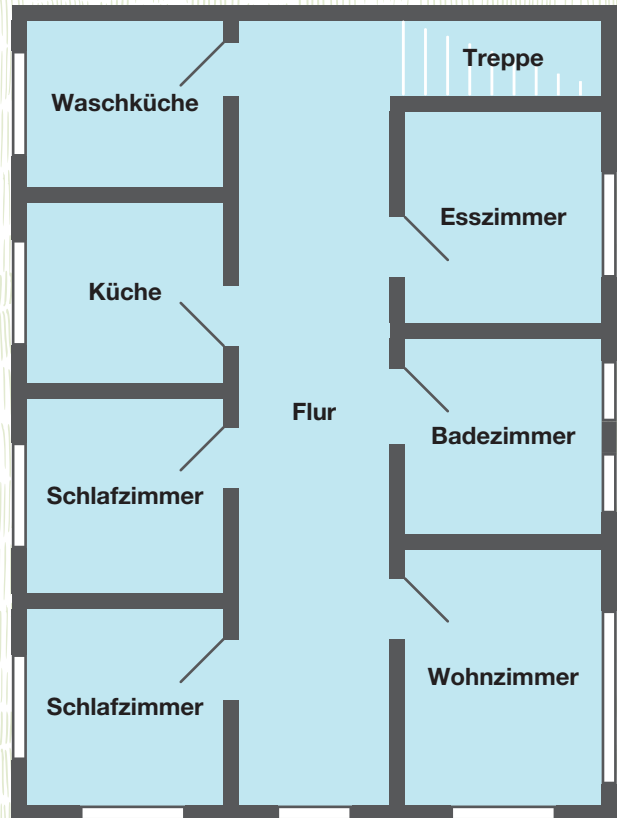 Treppe
Waschküche
Esszimmer
Küche
Flur
Badezimmer
Schlafzimmer
Wohnzimmer
Schlafzimmer